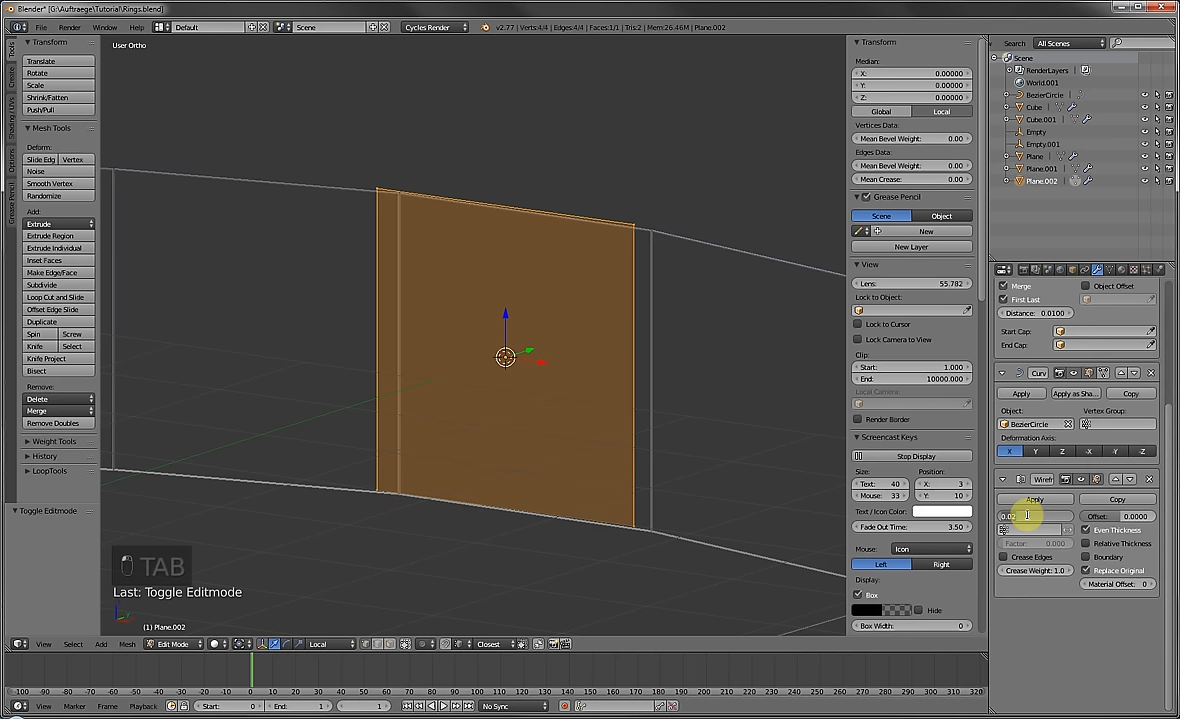 Blender* [G:\Auftraege\Tutorial\Rings.blend]
File Render Window Help Default Scene Cycles Render v2.77 | Verts:4/4 | Edges:4/4 | Faces:1/1 | Tris:2 | Mem:26.46M | Plane.002
Tools
Create
Shading / UVs
Options
Grease Pencil
Transform
Translate
Rotate
Scale
Shrink/Fatten
Push/Pull
Mesh Tools
Deform:
Slide Edg Vertex
Noise
Smooth Vertex
Randomize
Add:
Extrude
Extrude Region
Extrude Individual
Inset Faces
Make Edge/Face
Subdivide
Loop Cut and Slide
Offset Edge Slide
Duplicate
Spin Screw
Knife Select
Knife Project
Bisect
Remove:
Delete
Merge
Remove Doubles
Weight Tools
History
LoopTools
Toggle Editmode
User Ortho
TAB
Last: Toggle Editmode
(1) Plane.002
Transform
Median:
X: 0.00000
Y: 0.00000
Z: 0.00000
Global Local
Vertices Data:
Mean Bevel Weight: 0.00
Edges Data:
Mean Bevel Weight: 0.00
Mean Crease: 0.00
Grease Pencil
Scene Object
New
New Layer
View
Lens: 55.782
Lock to Object:
Lock to Cursor
Lock Camera to View
Clip:
Start: 1.000
End: 10000.000
Local Camera:
Render Border
Screencast Keys
Stop Display
Size: Position:
Text: 40 X: 3
Mouse: 33 Y: 10
Text / Icon Color:
Fade Out Time: 3.50
Mouse: Icon
Left Right
Display:
Box
Hide
Box Width: 0
Search All Scenes
Scene
RenderLayers
World.001
BezierCircle
Cube
Cube.001
Empty
Empty.001
Plane
Plane.001
Plane.002
Merge Object Offset
First Last
Distance: 0.0100
Start Cap:
End Cap:
Curv
Apply Apply as Sha... Copy
Object: Vertex Group:
BezierCircle
Deformation Axis:
X Y Z -X -Y -Z
Wirefr
Apply Copy
0.02 Offset: 0.0000
Even Thickness
Factor: 0.000 Relative Thickness
Crease Edges Boundary
Crease Weight: 1.0 Replace Original
Material Offset: 0
View Select Add Mesh Edit Mode Local Closest
-100 -90 -80 -70 -60 -50 -40 -30 -20 -10 0 10 20 30 40 50 60 70 80 90 100 110 120 130 140 150 160 170 180 190 200 210 220 230 240 250 260 270 280 290 300 310 320
View Marker Frame Playback Start: 0 End: 1 1 No Sync